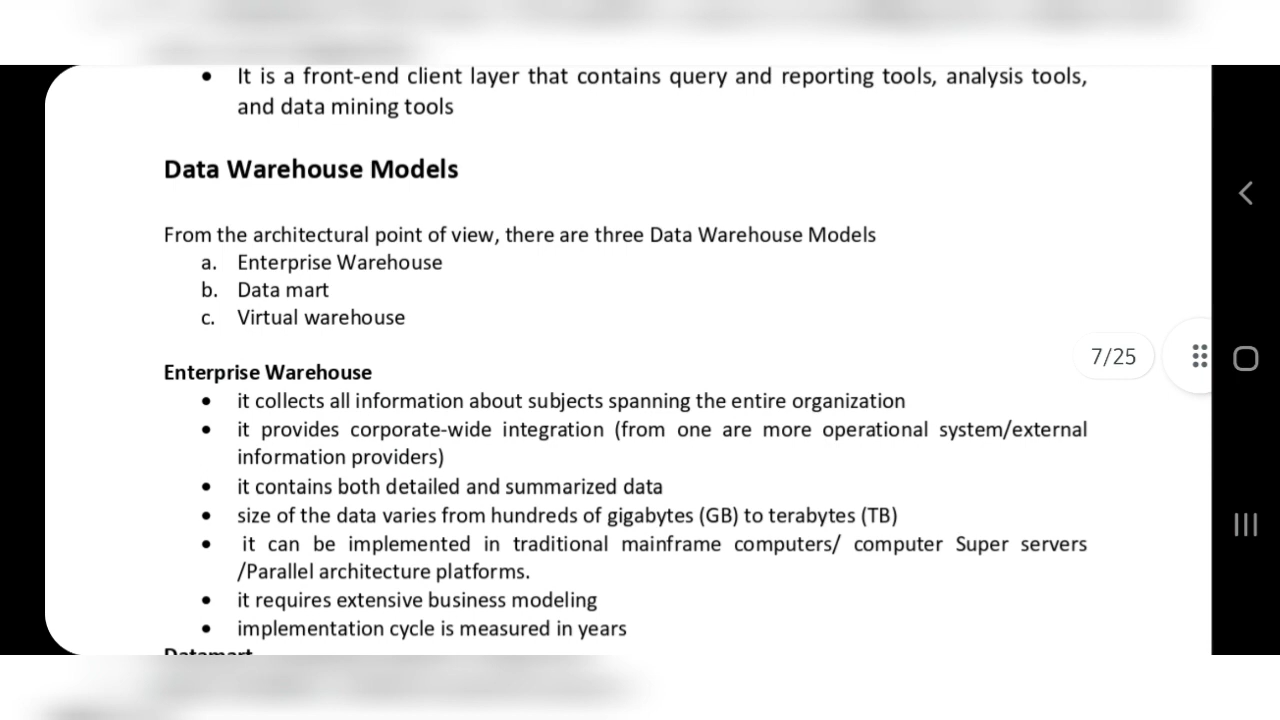 • It is a front-end client layer that contains query and reporting tools, analysis tools,
and data mining tools
Data Warehouse Models
From the architectural point of view, there are three Data Warehouse Models
a. Enterprise Warehouse
b. Data mart
c. Virtual warehouse
7/25
Enterprise Warehouse
• it collects all information about subjects spanning the entire organization
• it provides corporate-wide integration (from one are more operational system/external
information providers)
• it contains both detailed and summarized data
• size of the data varies from hundreds of gigabytes (GB) to terabytes (TB)
• it can be implemented in traditional mainframe computers/ computer Super servers
/Parallel architecture platforms.
• it requires extensive business modeling
• implementation cycle is measured in years
Datamart